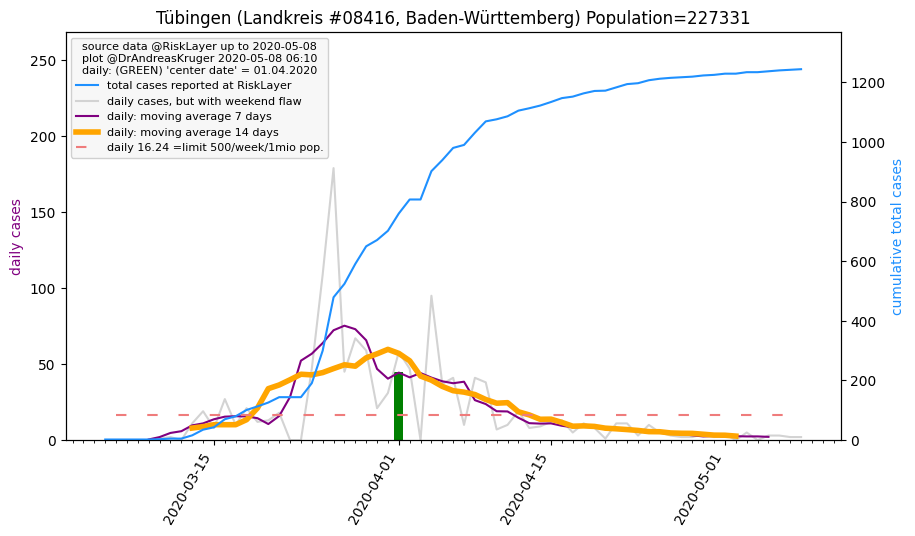 Tübingen (Landkreis #08416, Baden-Württemberg) Population=227331
source data @RiskLayer up to 2020-05-08
plot @DrAndreasKruger 2020-05-08 06:10
daily: (GREEN) 'center date' = 01.04.2020
total cases reported at RiskLayer
daily cases, but with weekend flaw
daily: moving average 7 days
daily: moving average 14 days
daily 16.24 =limit 500/week/1mio pop.
daily cases
250
200
150
100
50
0
cumulative total cases
1200
1000
800
600
400
200
0
2020-03-15
2020-04-01
2020-04-15
2020-05-01